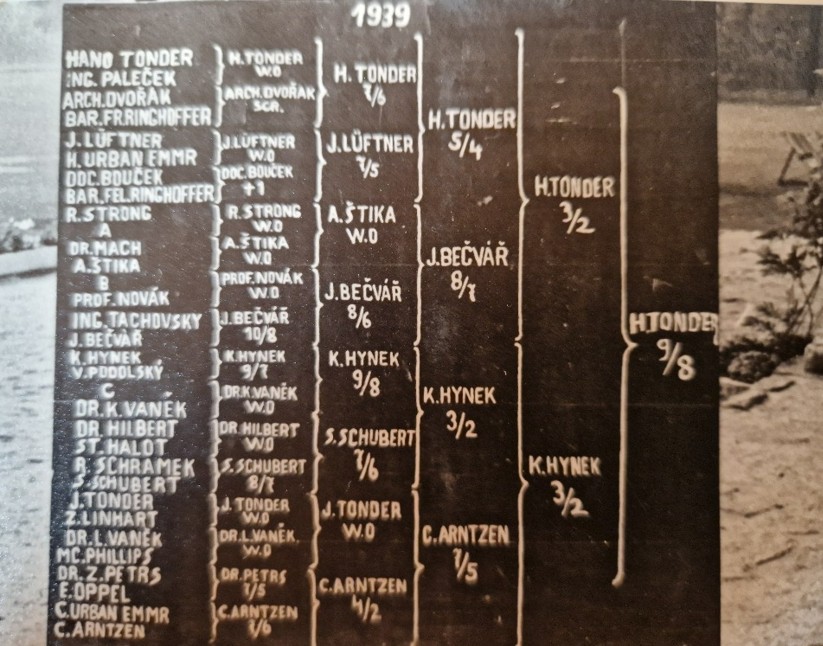 1939
HANO TONDER
ING. PALEČEK
ARCH.DVOŘÁK
BAR.FR.RINGHOFFER
J.LÜFTNER
H.URBAN EMMR
DOC.BOUČEK
BAR.FEL.RINGHOFFER
R.STRONG
A
DR.MACH
A.ŠTIKA
B
PROF.NOVÁK
ING.TACHOVSKY
J.BEČVÁŘ
K.HYNEK
V.PODOLSKÝ
C
DR.K.VANĚK
DR HILBERT
ST.HALOT
R.SCHRAMEK
S.SCHUBERT
J.TONDER
Z.LINHART
DR.L.VANĚK
MC.PHILLIPS
DR.Z.PETRS
E.OPPEL
C.URBAN EMMR
C.ARNTZEN
H.TONDER
W.O
ARCH.DVOŘAK
SCR.
J.LÜFTNER
W.O
DOC.BOUČEK
+1
R.STRONG
W.O
A.ŠTIKA
W.O
PROF.NOVÁK
W.O
J.BEČVÁŘ
10/8
K.HYNEK
9/7
DR.K.VANĚK
W.O
DR HILBERT
W.O
S.SCHUBERT
8/7
J.TONDER
W.O
DR.L.VANĚK.
W.O
DR.PETRS
7/5
C.ARNTZEN
7/6
H.TONDER
7/6
J.LÜFTNER
7/5
A.ŠTIKA
W.O
J.BEČVÁŘ
8/6
K.HYNEK
9/8
S.SCHUBERT
7/6
J.TONDER
W.O
C.ARNTZEN
4/2
H.TONDER
5/4
J.BEČVÁŘ
8/7
K.HYNEK
3/2
C.ARNTZEN
7/5
H.TONDER
3/2
K.HYNEK
3/2
H.TONDER
9/8